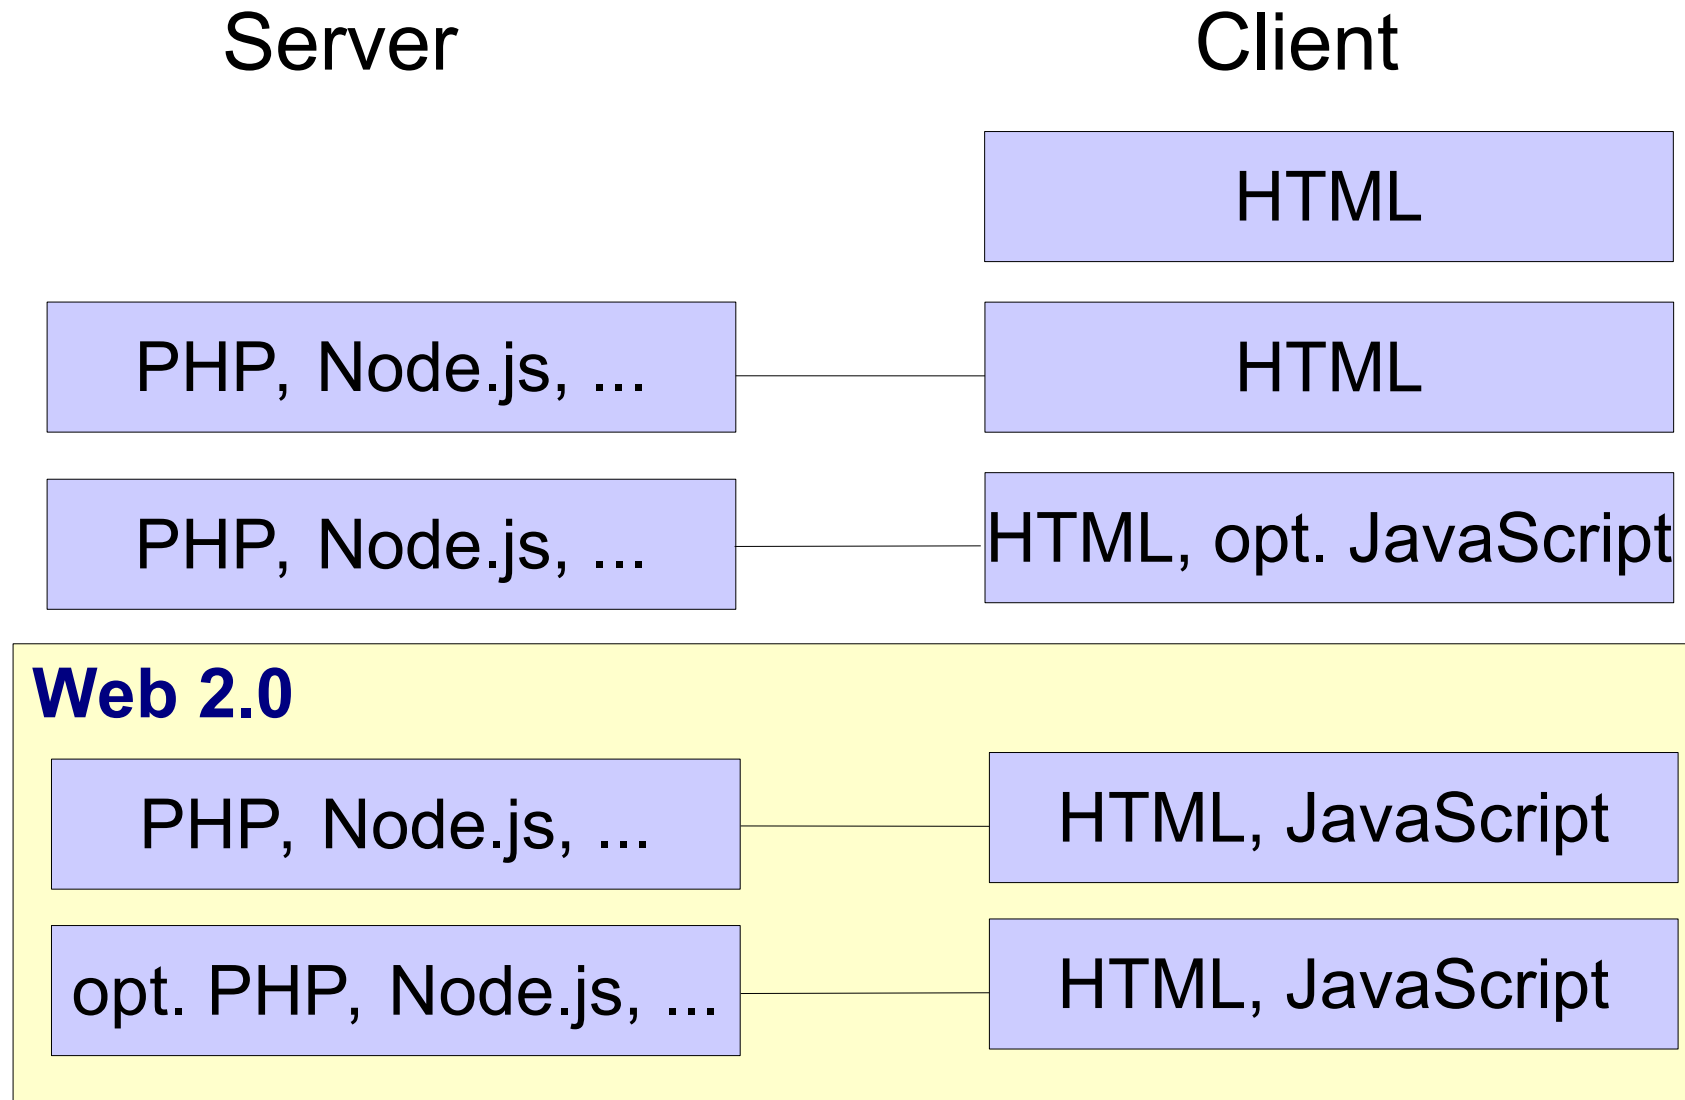 Server
Client
HTML
PHP, Node.js, ...
HTML
PHP, Node.js, ...
HTML, opt. JavaScript
Web 2.0
PHP, Node.js, ...
HTML, JavaScript
opt. PHP, Node.js, ...
HTML, JavaScript